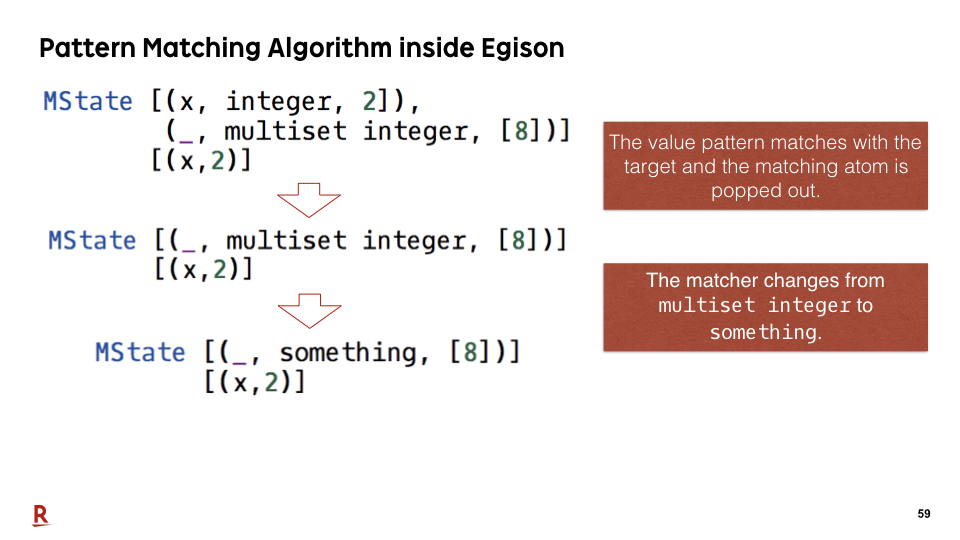 Pattern Matching Algorithm inside Egison
MState [(x, integer, 2]),
(_, multiset integer, [8])]
[(x,2)]
The value pattern matches with the
target and the matching atom is
popped out.
MState [(_, multiset integer, [8])]
[(x,2)]
The matcher changes from
multiset integer to
something.
MState [(_, something, [8])]
[(x,2)]
R
59